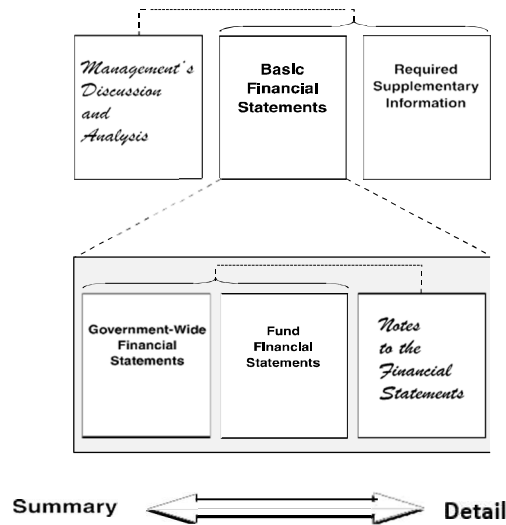 Management's
Discussion
and
Analysis
Basic
Financial
Statements
Required
Supplementary
Information
Government-Wide
Financial
Statements
Fund
Financial
Statements
Notes
to the
Financial
Statements
Summary
Detail